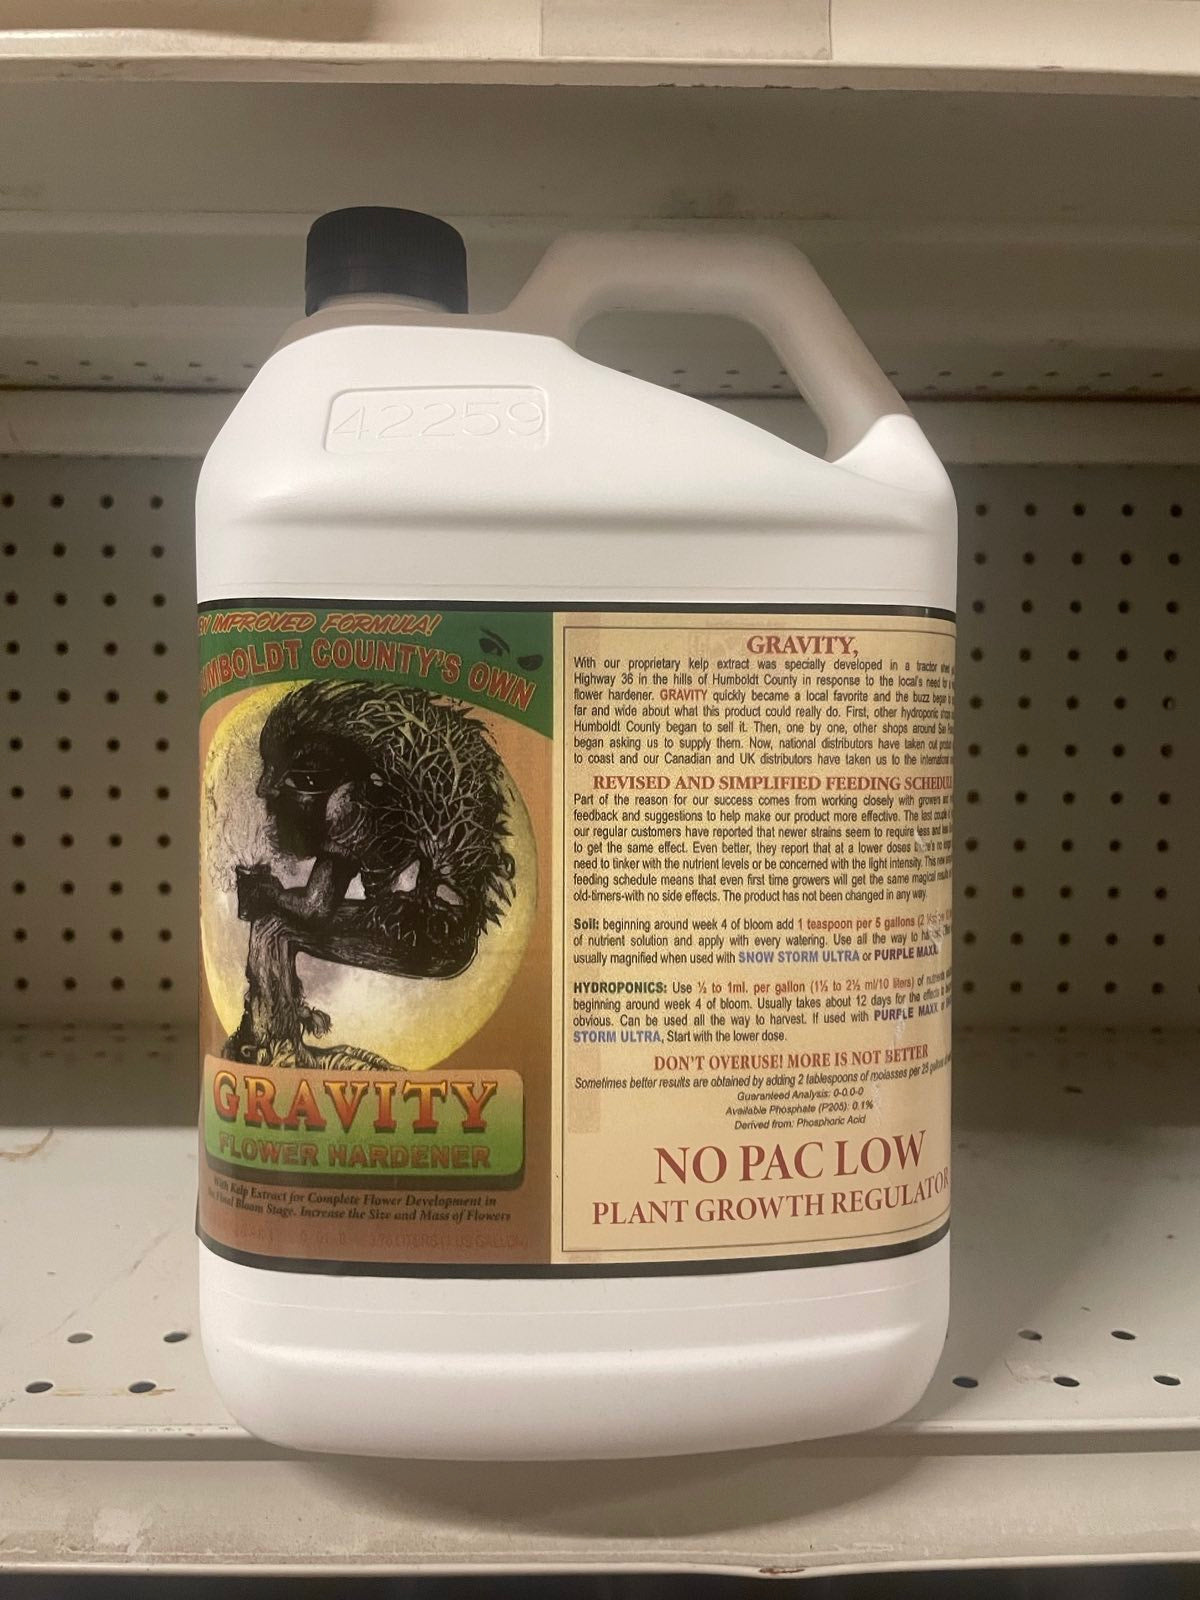 42259
IMPROVED FORMULA!
HUMBOLDT COUNTY'S OWN
GRAVITY
FLOWER HARDENER
With Kelp Extract for Complete Flower Development in
Final Bloom Stage. Increase the Size and Mass of Flowers
3.78 LITERS (1 US GALLON)
GRAVITY,
With our proprietary kelp extract was specially developed in a tractor
Highway 36 in the hills of Humboldt County in response to the local's need for
flower hardener. GRAVITY quickly became a local favorite and the buzz began
far and wide about what this product could really do. First, other hydroponic
Humboldt County began to sell it. Then, one by one, other shops around San
began asking us to supply them. Now, national distributors have taken our product
to coast and our Canadian and UK distributors have taken us to the international
REVISED AND SIMPLIFIED FEEDING SCHEDULE
Part of the reason for our success comes from working closely with growers and
feedback and suggestions to help make our product more effective. The last couple
our regular customers have reported that newer strains seem to require less and less
to get the same effect. Even better, they report that at a lower doses there's no
need to tinker with the nutrient levels or be concerned with the light intensity. This new
feeding schedule means that even first time growers will get the same magical results
old-timers-with no side effects. The product has not been changed in any way.
Soil: beginning around week 4 of bloom add 1 teaspoon per 5 gallons
of nutrient solution and apply with every watering. Use all the way to
usually magnified when used with SNOW STORM ULTRA or PURPLE MAXX.
HYDROPONICS: Use ½ to 1ml. per gallon (1½ to 2½ ml/10 liters) of
beginning around week 4 of bloom. Usually takes about 12 days for the effects to
obvious. Can be used all the way to harvest. If used with PURPLE MAXX
STORM ULTRA, Start with the lower dose.
DON'T OVERUSE! MORE IS NOT BETTER
Sometimes better results are obtained by adding 2 tablespoons of molasses per 25
Guaranteed Analysis: 0-0.0-0
Available Phosphate (P205): 0.1%
Derived from: Phosphoric Acid
NO PAC LOW
PLANT GROWTH REGULATOR